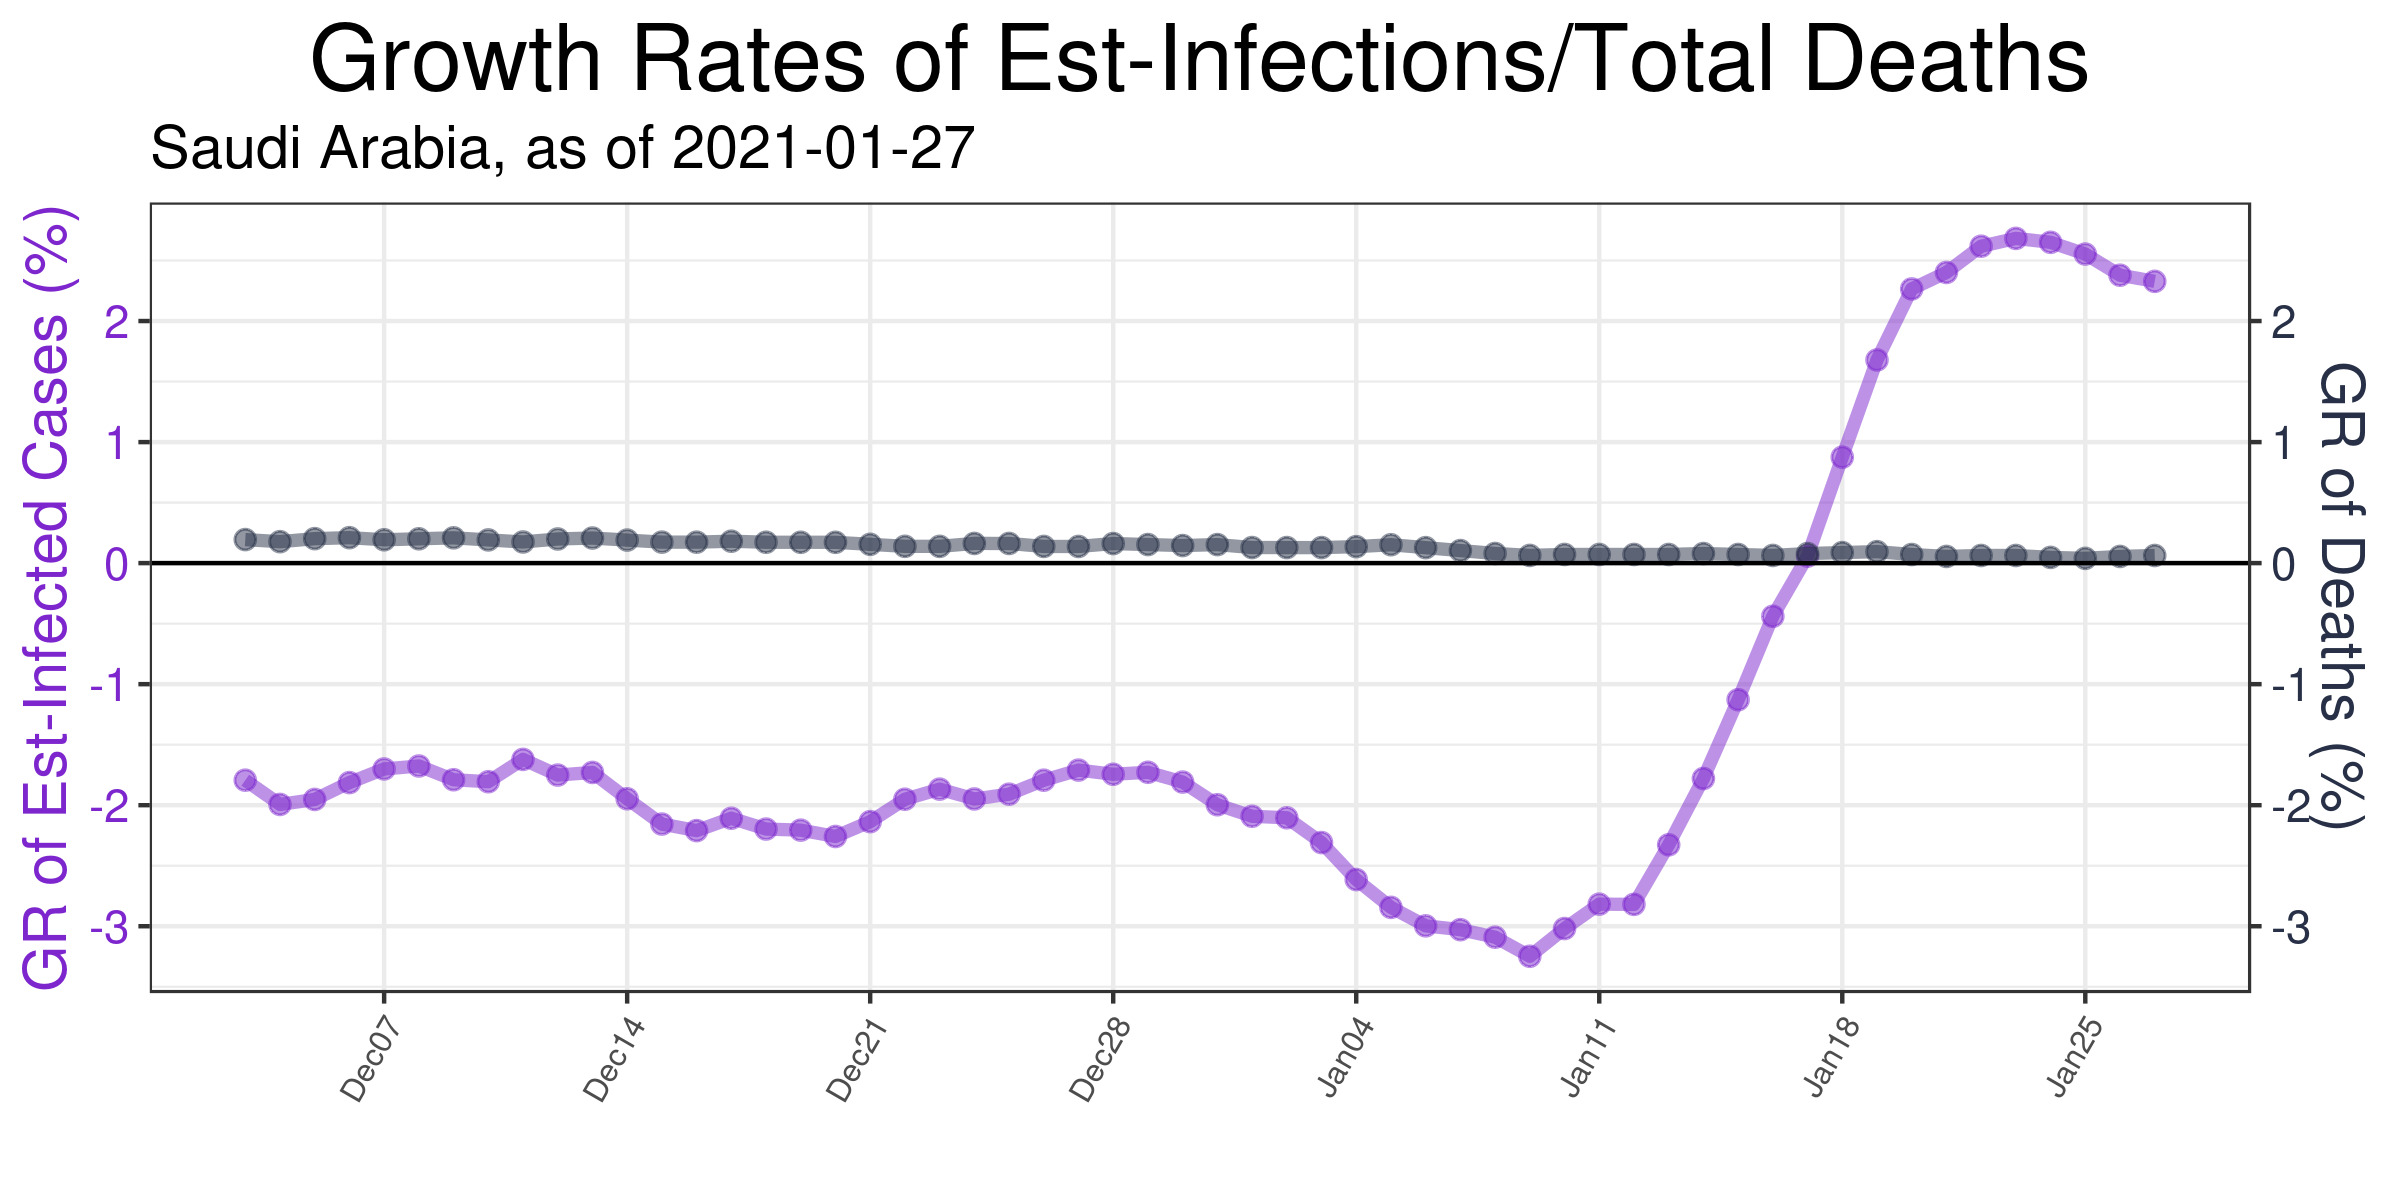 Growth Rates of Est-Infections/Total Deaths
Saudi Arabia, as of 2021-01-27
GR of Est-Infected Cases (%)
2
1
0
-1
-2
-3
2
1
0
-1
-2
-3
GR of Deaths (%)
Dec07
Dec14
Dec21
Dec28
Jan04
Jan11
Jan18
Jan25